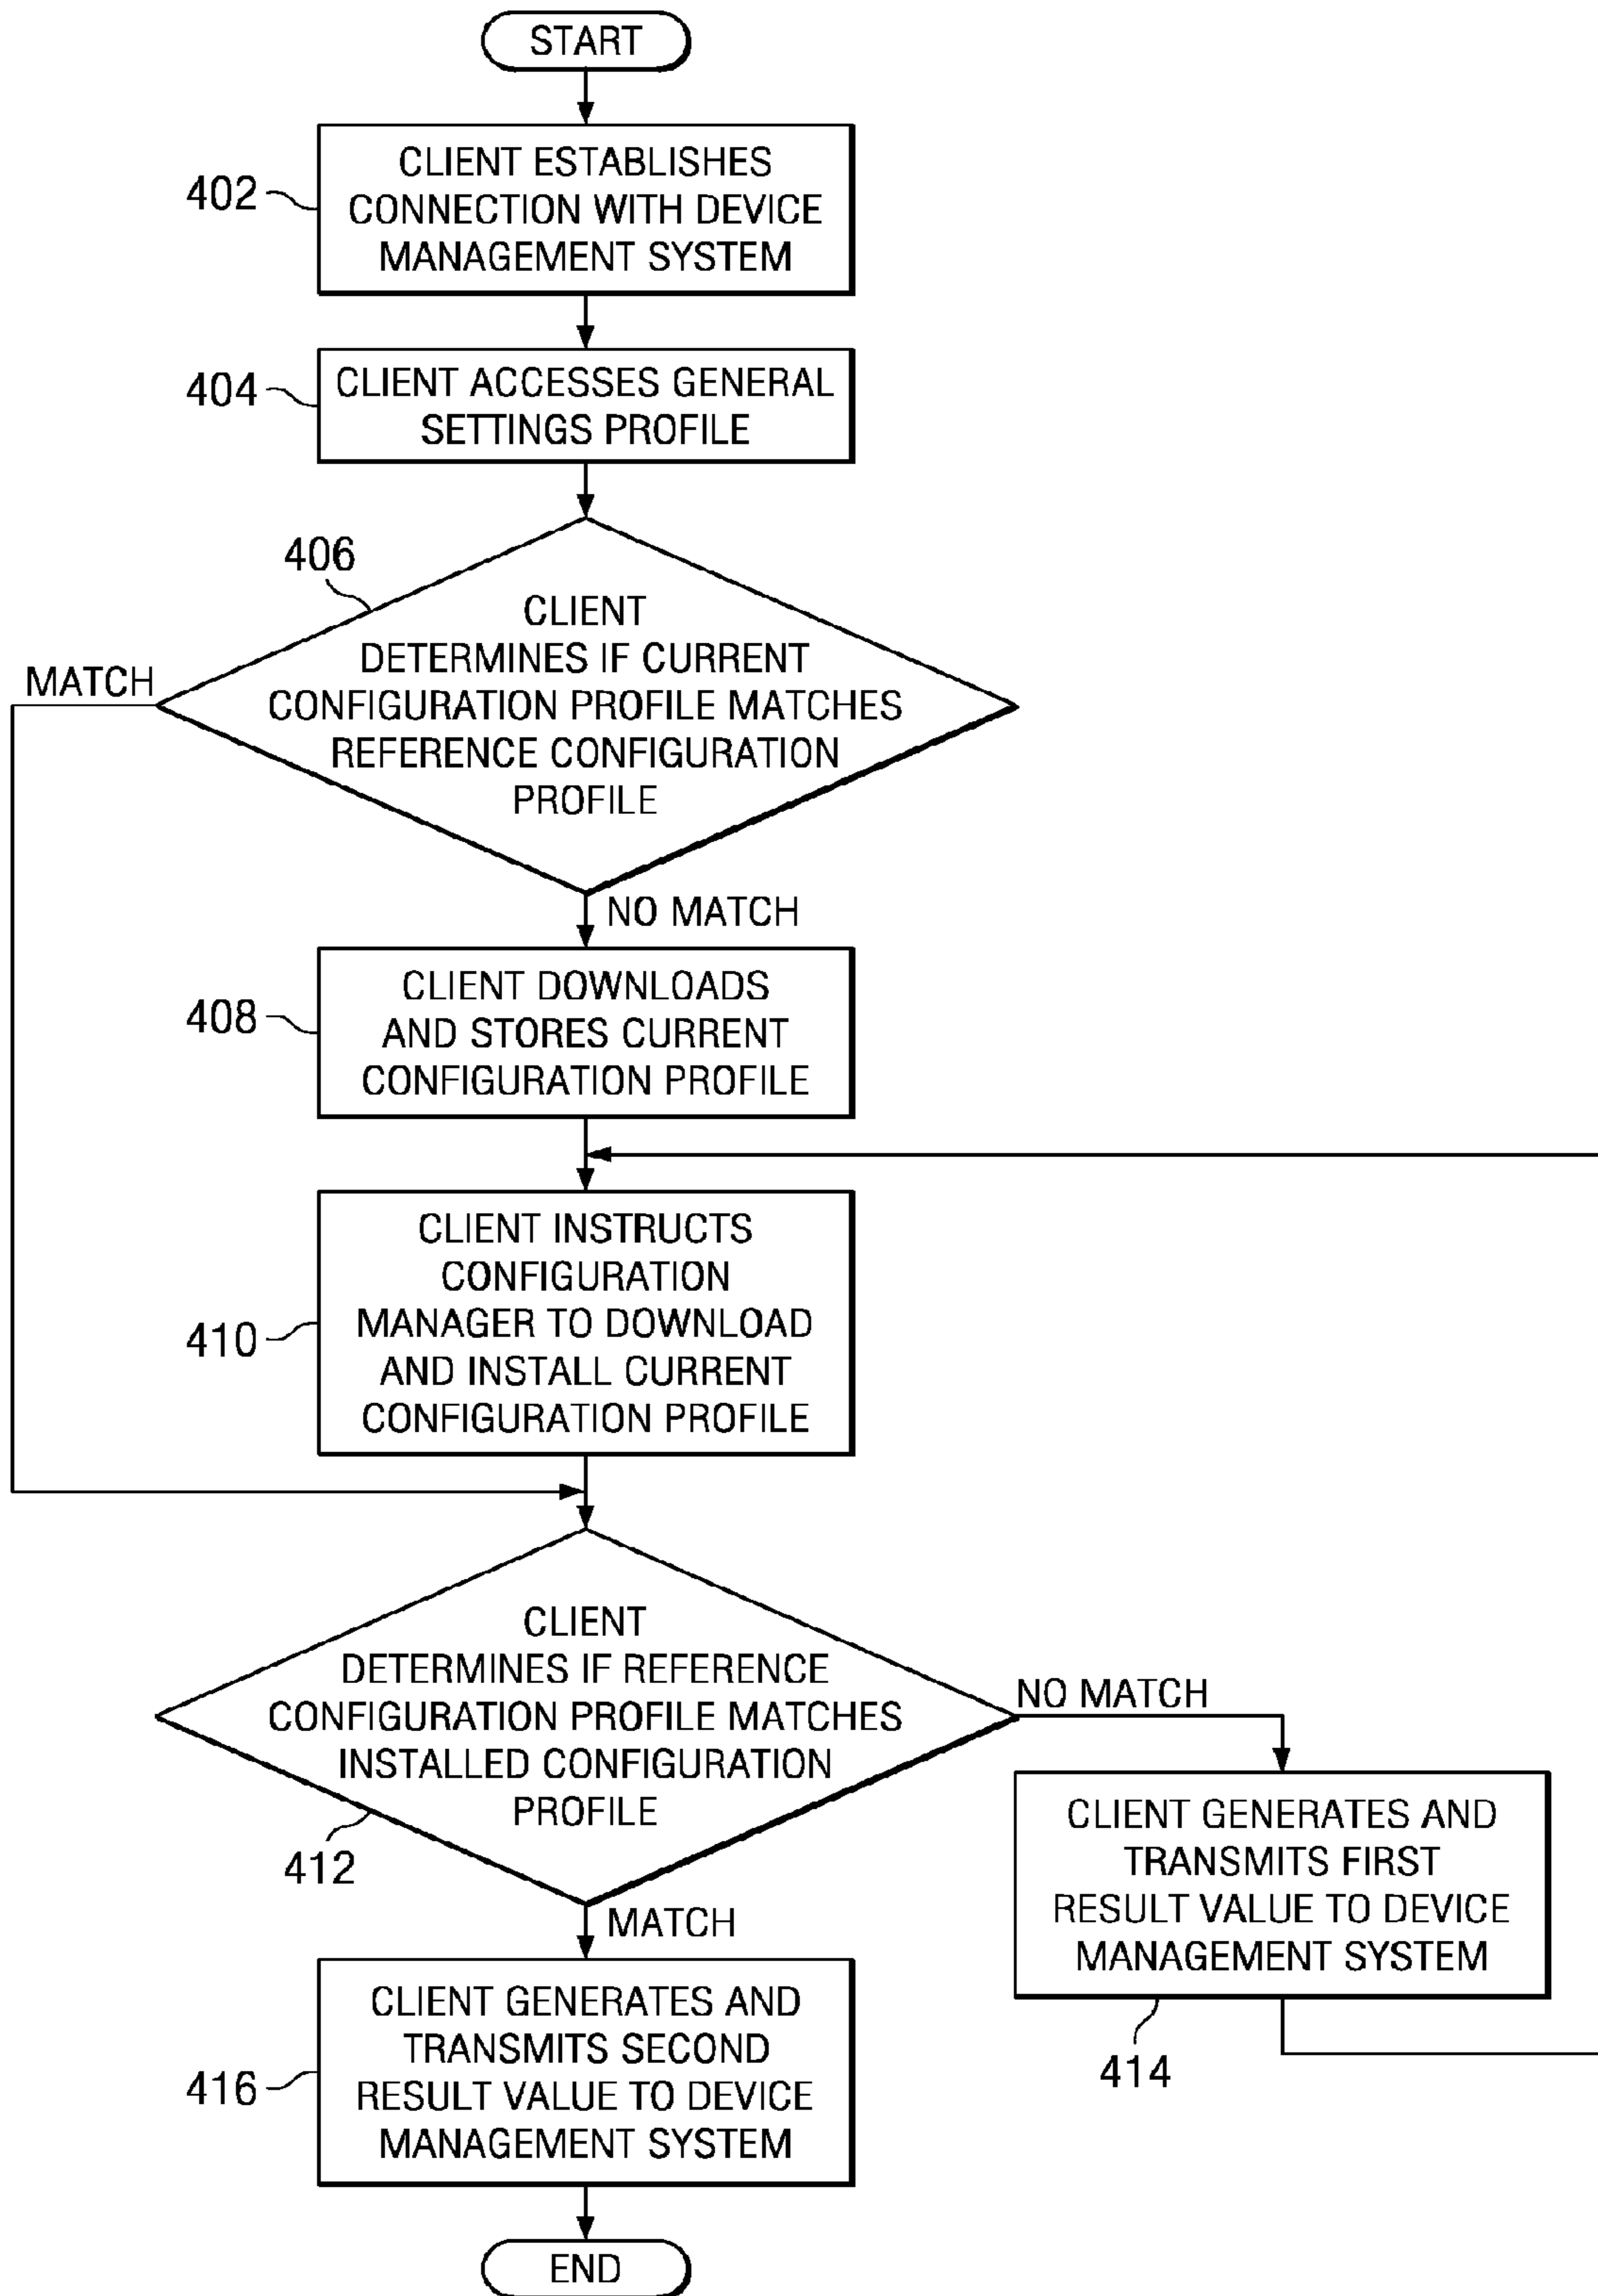 START
CLIENT ESTABLISHES
CONNECTION WITH DEVICE
MANAGEMENT SYSTEM
402
CLIENT ACCESSES GENERAL
SETTINGS PROFILE
404
406
CLIENT
DETERMINES IF CURRENT
CONFIGURATION PROFILE MATCHES
REFERENCE CONFIGURATION
PROFILE
MATCH
NO MATCH
CLIENT DOWNLOADS
AND STORES CURRENT
CONFIGURATION PROFILE
408
CLIENT INSTRUCTS
CONFIGURATION
MANAGER TO DOWNLOAD
AND INSTALL CURRENT
CONFIGURATION PROFILE
410
CLIENT
DETERMINES IF REFERENCE
CONFIGURATION PROFILE MATCHES
INSTALLED CONFIGURATION
PROFILE
412
NO MATCH
CLIENT GENERATES AND
TRANSMITS FIRST
RESULT VALUE TO DEVICE
MANAGEMENT SYSTEM
414
MATCH
CLIENT GENERATES AND
TRANSMITS SECOND
RESULT VALUE TO DEVICE
MANAGEMENT SYSTEM
416
END